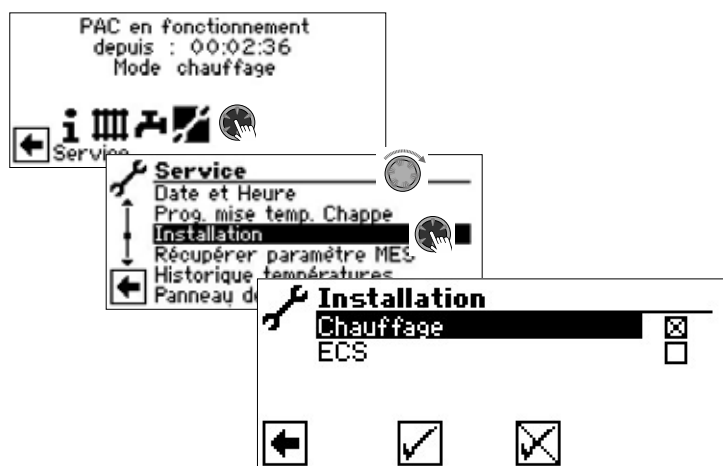 PAC en fonctionnement
depuis : 00:02:36
Mode chauffage
Service
Service
Date et Heure
Prog. mise temp. Chappe
Installation
Récupérer paramètre MES
Historique températures
Panneau d
Installation
Chauffage
ECS